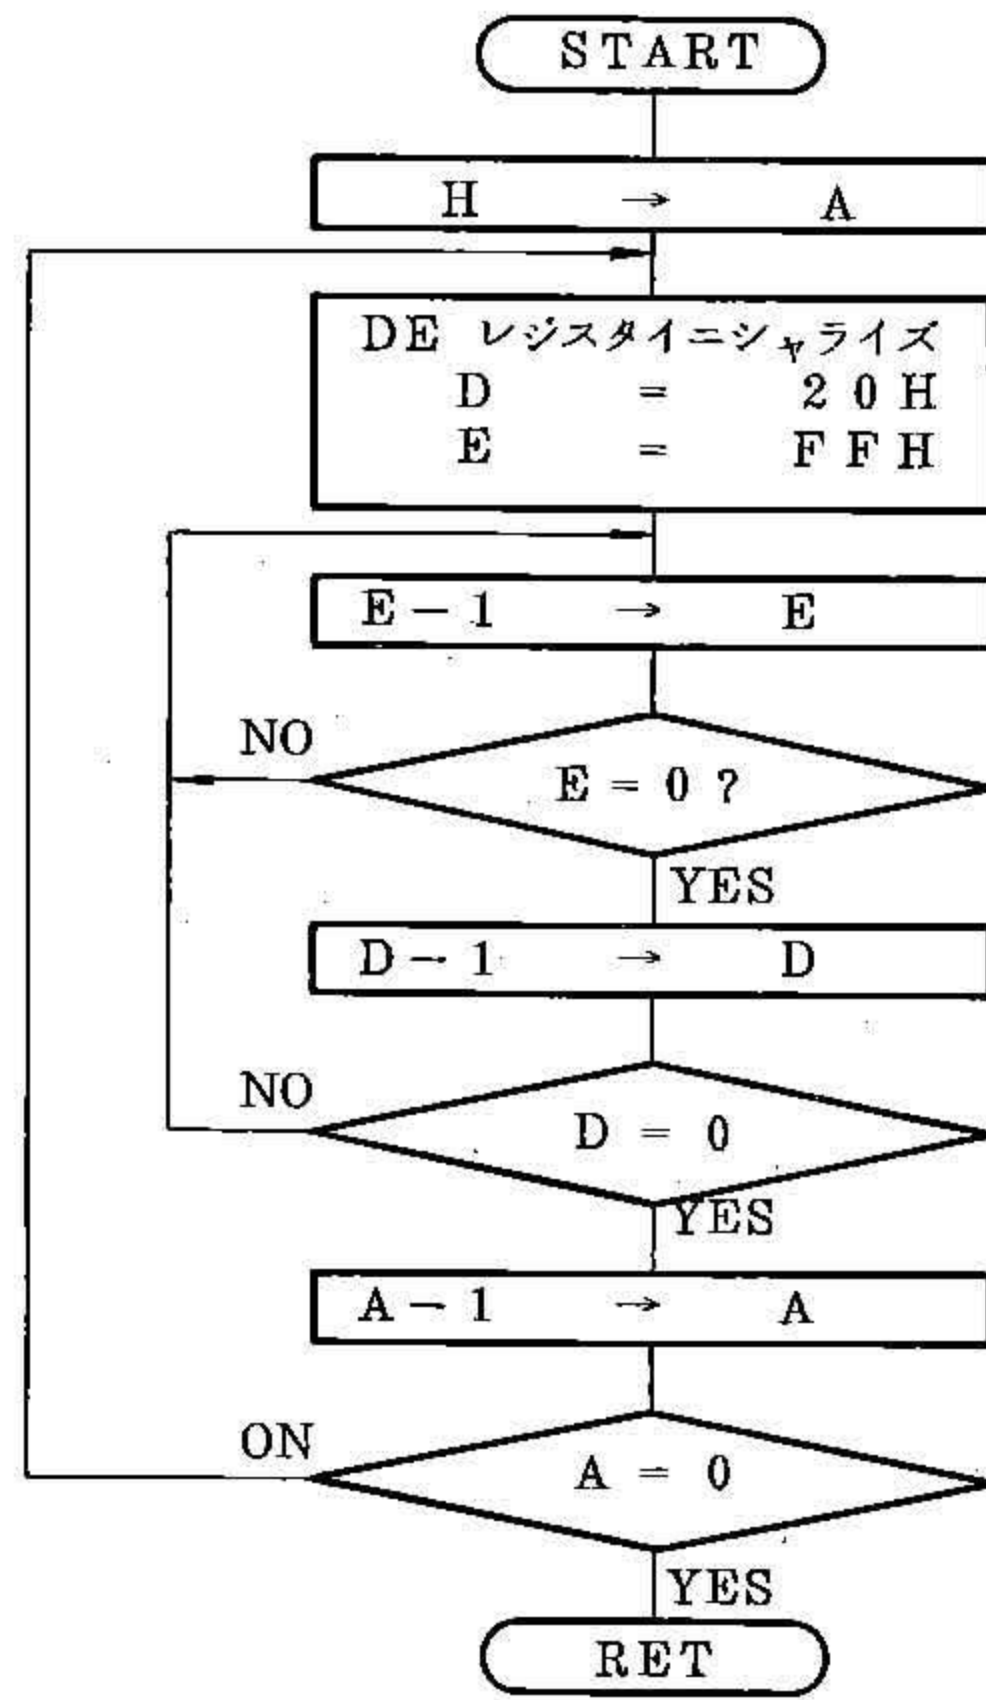 START
H → A
DE レジスタイニシャライズ
D = 20H
E = FFH
E-1 → E
NO
E = 0 ?
YES
D-1 → D
NO
D = 0
YES
A-1 → A
ON
A = 0
YES
RET